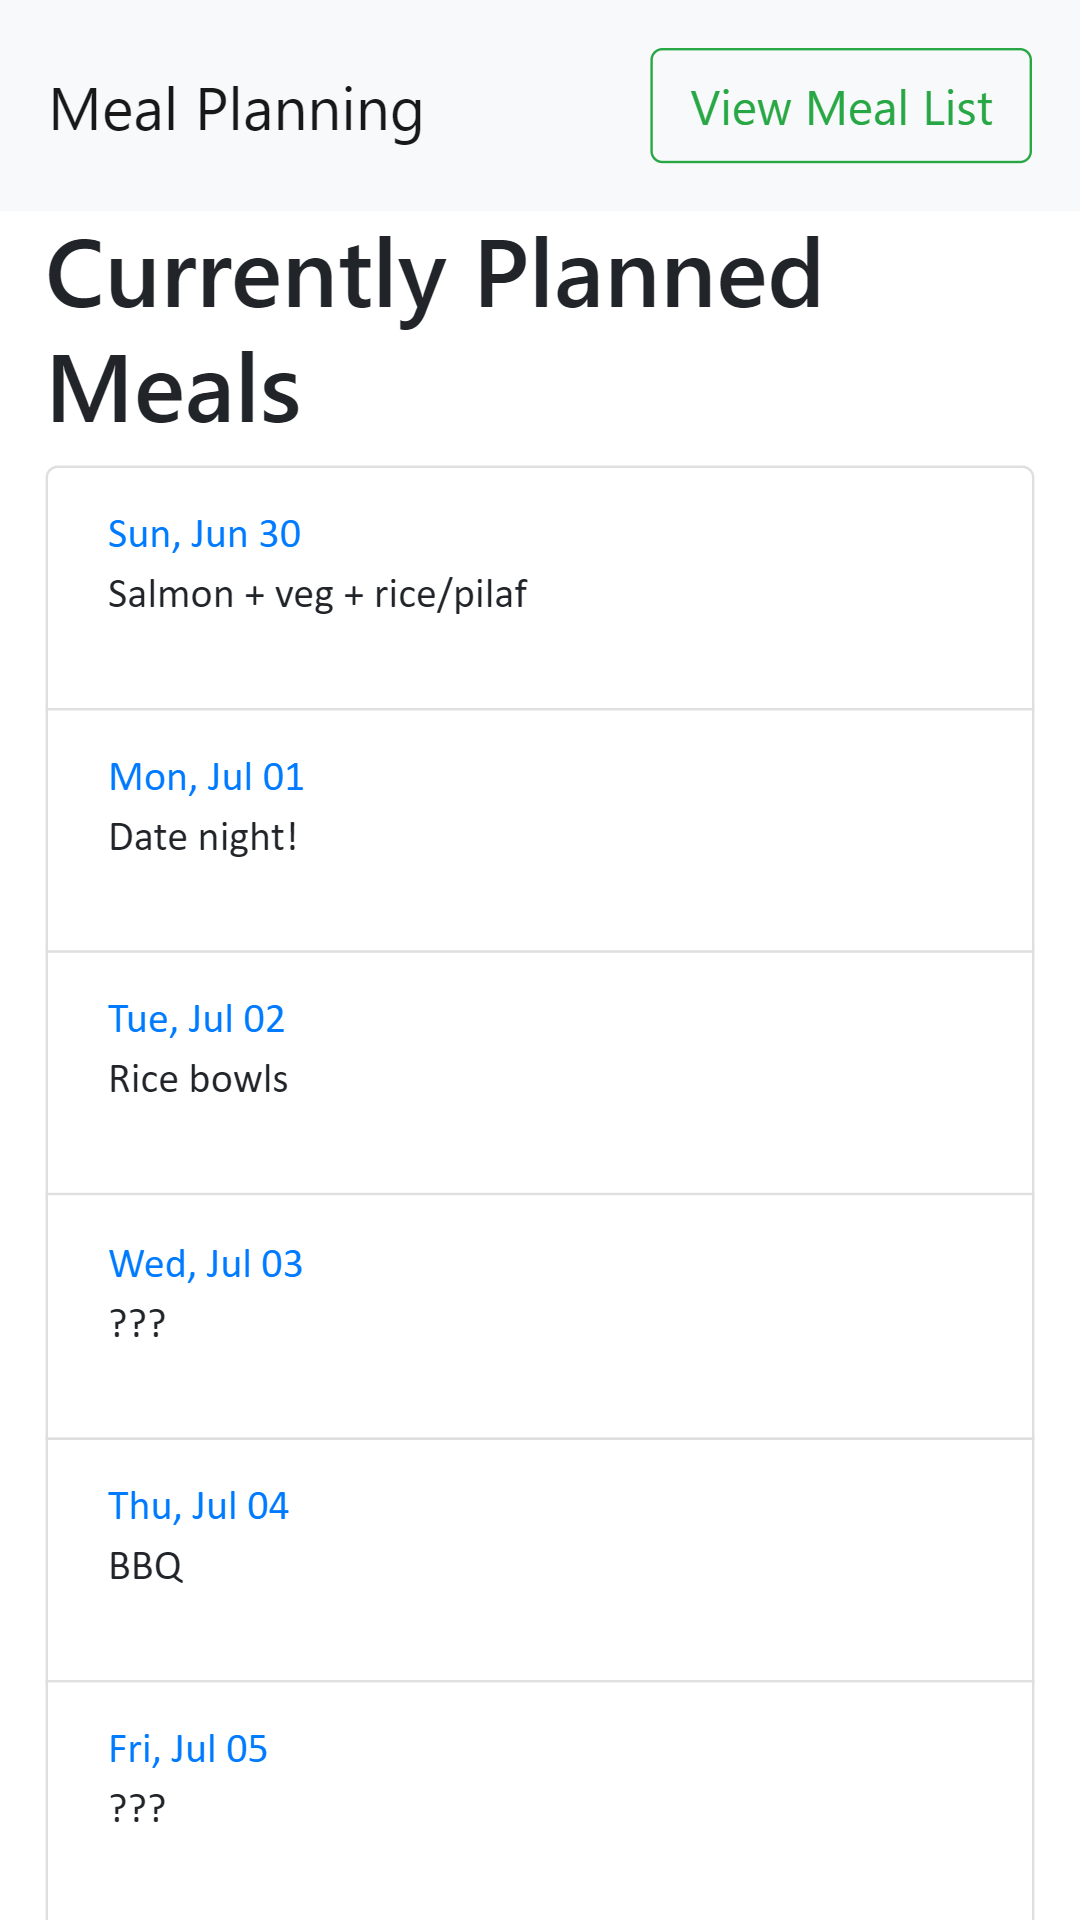 Meal Planning
View Meal List
Currently Planned
Meals
Sun, Jun 30
Salmon + veg + rice/pilaf
Mon, Jul 01
Date night!
Tue, Jul 02
Rice bowls
Wed, Jul 03
???
Thu, Jul 04
BBQ
Fri, Jul 05
???